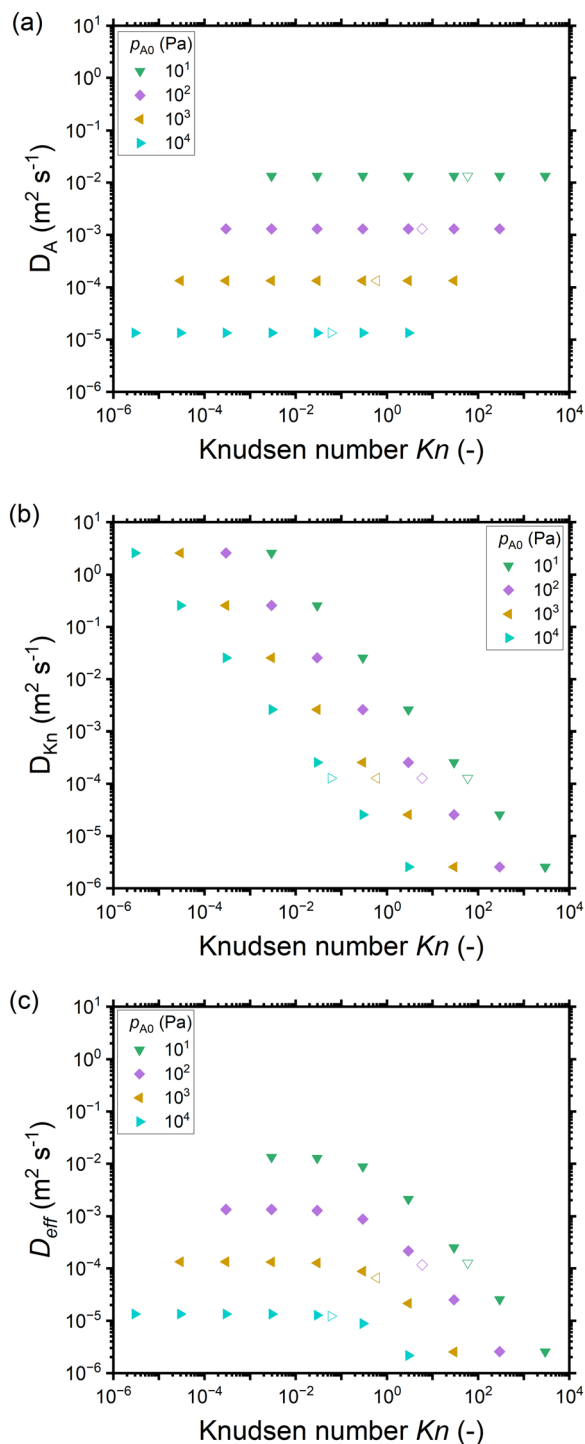 (a)
10¹
10⁰
10⁻¹
10⁻²
10⁻³
10⁻⁴
10⁻⁵
10⁻⁶
D_A (m² s⁻¹)
p_A0 (Pa)
10¹
10²
10³
10⁴
10⁻⁶ 10⁻⁴ 10⁻² 10⁰ 10² 10⁴
Knudsen number Kn (-)
(b)
10¹
10⁰
10⁻¹
10⁻²
10⁻³
10⁻⁴
10⁻⁵
10⁻⁶
D_Kn (m² s⁻¹)
p_A0 (Pa)
10¹
10²
10³
10⁴
10⁻⁶ 10⁻⁴ 10⁻² 10⁰ 10² 10⁴
Knudsen number Kn (-)
(c)
10¹
10⁰
10⁻¹
10⁻²
10⁻³
10⁻⁴
10⁻⁵
10⁻⁶
D_eff (m² s⁻¹)
p_A0 (Pa)
10¹
10²
10³
10⁴
10⁻⁶ 10⁻⁴ 10⁻² 10⁰ 10² 10⁴
Knudsen number Kn (-)